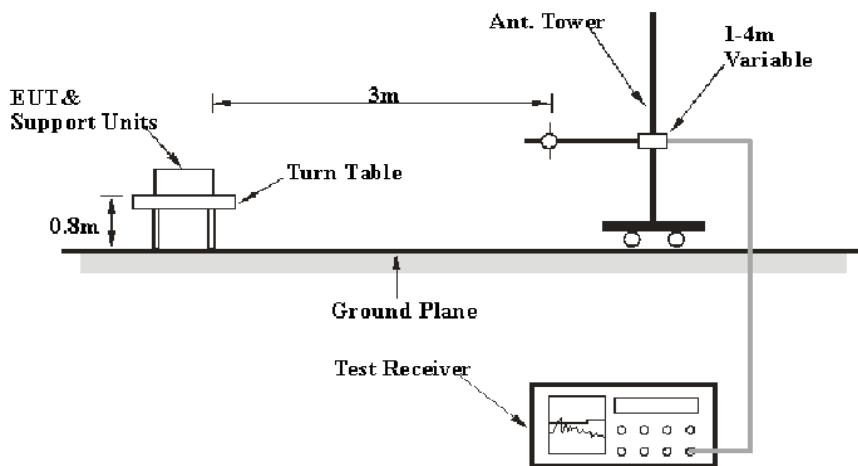 Ant. Tower
1-4m
Variable
3m
EUT&
Support Units
Turn Table
0.8m
Ground Plane
Test Receiver